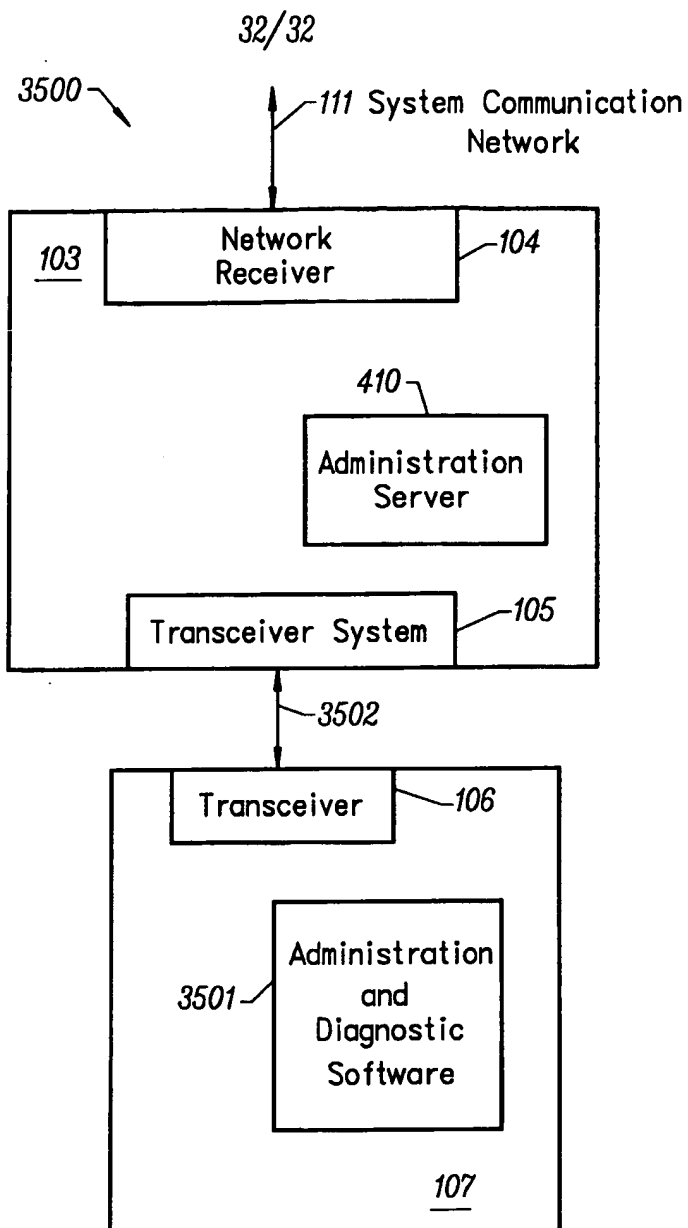 32/32
3500
111 System Communication
Network
103
Network
Receiver
104
410
Administration
Server
Transceiver System
105
3502
Transceiver
106
3501
Administration
and
Diagnostic
Software
107